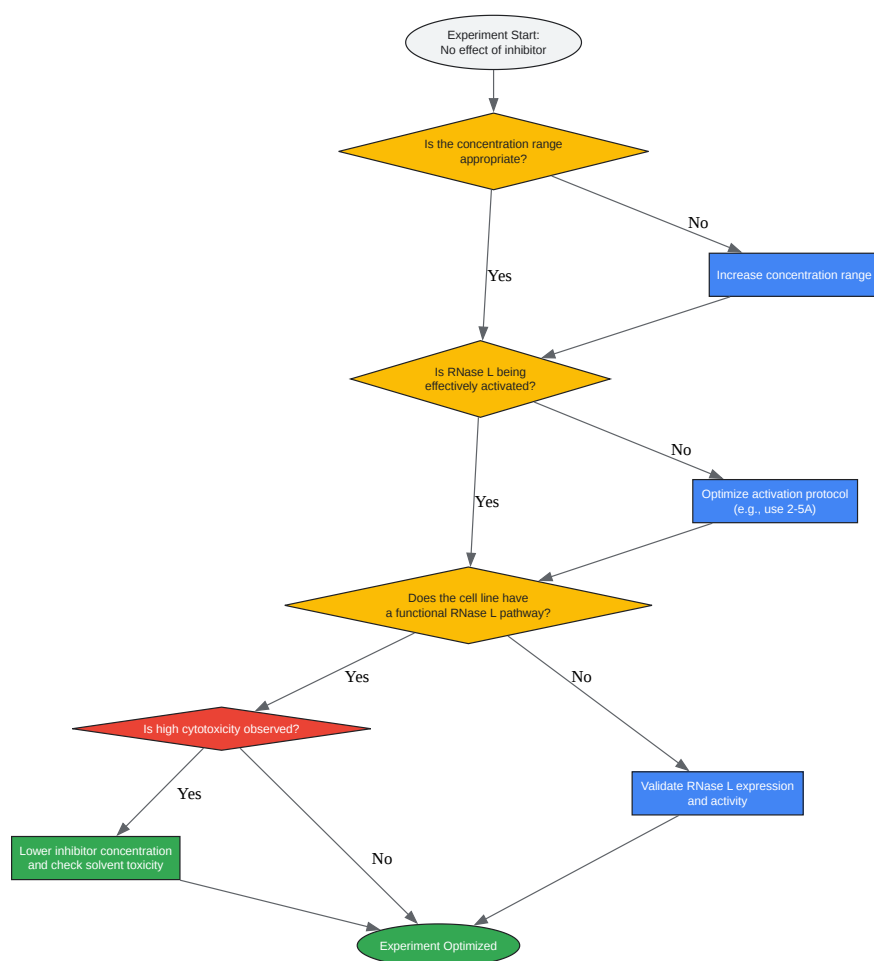 Experiment Start:
No effect of inhibitor
Is the concentration range
appropriate?
No
Yes
Increase concentration range
Is RNase L being
effectively activated?
No
Yes
Optimize activation protocol
(e.g., use 2-5A)
Does the cell line have
a functional RNase L pathway?
Yes
No
Is high cytotoxicity observed?
Validate RNase L expression
and activity
Yes
No
Lower inhibitor concentration
and check solvent toxicity
Experiment Optimized